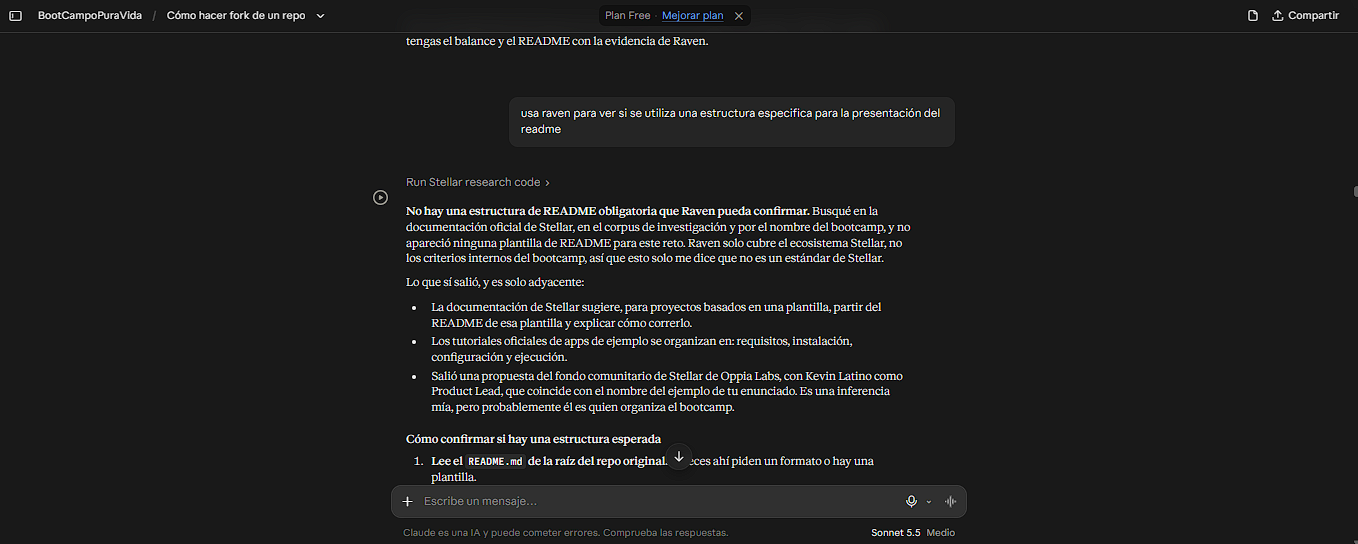 BootCampoPuraVida / Cómo hacer fork de un repo
Plan Free · Mejorar plan
Compartir
tengas el balance y el README con la evidencia de Raven.
usa raven para ver si se utiliza una estructura especifica para la presentación del
readme
Run Stellar research code ›
No hay una estructura de README obligatoria que Raven pueda confirmar. Busqué en la
documentación oficial de Stellar, en el corpus de investigación y por el nombre del bootcamp, y no
apareció ninguna plantilla de README para este reto. Raven solo cubre el ecosistema Stellar, no
los criterios internos del bootcamp, así que esto solo me dice que no es un estándar de Stellar.
Lo que sí salió, y es solo adyacente:
• La documentación de Stellar sugiere, para proyectos basados en una plantilla, partir del
README de esa plantilla y explicar cómo correrlo.
• Los tutoriales oficiales de apps de ejemplo se organizan en: requisitos, instalación,
configuración y ejecución.
• Salió una propuesta del fondo comunitario de Stellar de Oppia Labs, con Kevin Latino como
Product Lead, que coincide con el nombre del ejemplo de tu enunciado. Es una inferencia
mía, pero probablemente él es quien organiza el bootcamp.
Cómo confirmar si hay una estructura esperada
1. Lee el README.md de la raíz del repo original. eces ahí piden un formato o hay una
plantilla.
Escribe un mensaje...
Claude es una IA y puede cometer errores. Comprueba las respuestas.
Sonnet 5.5 Medio